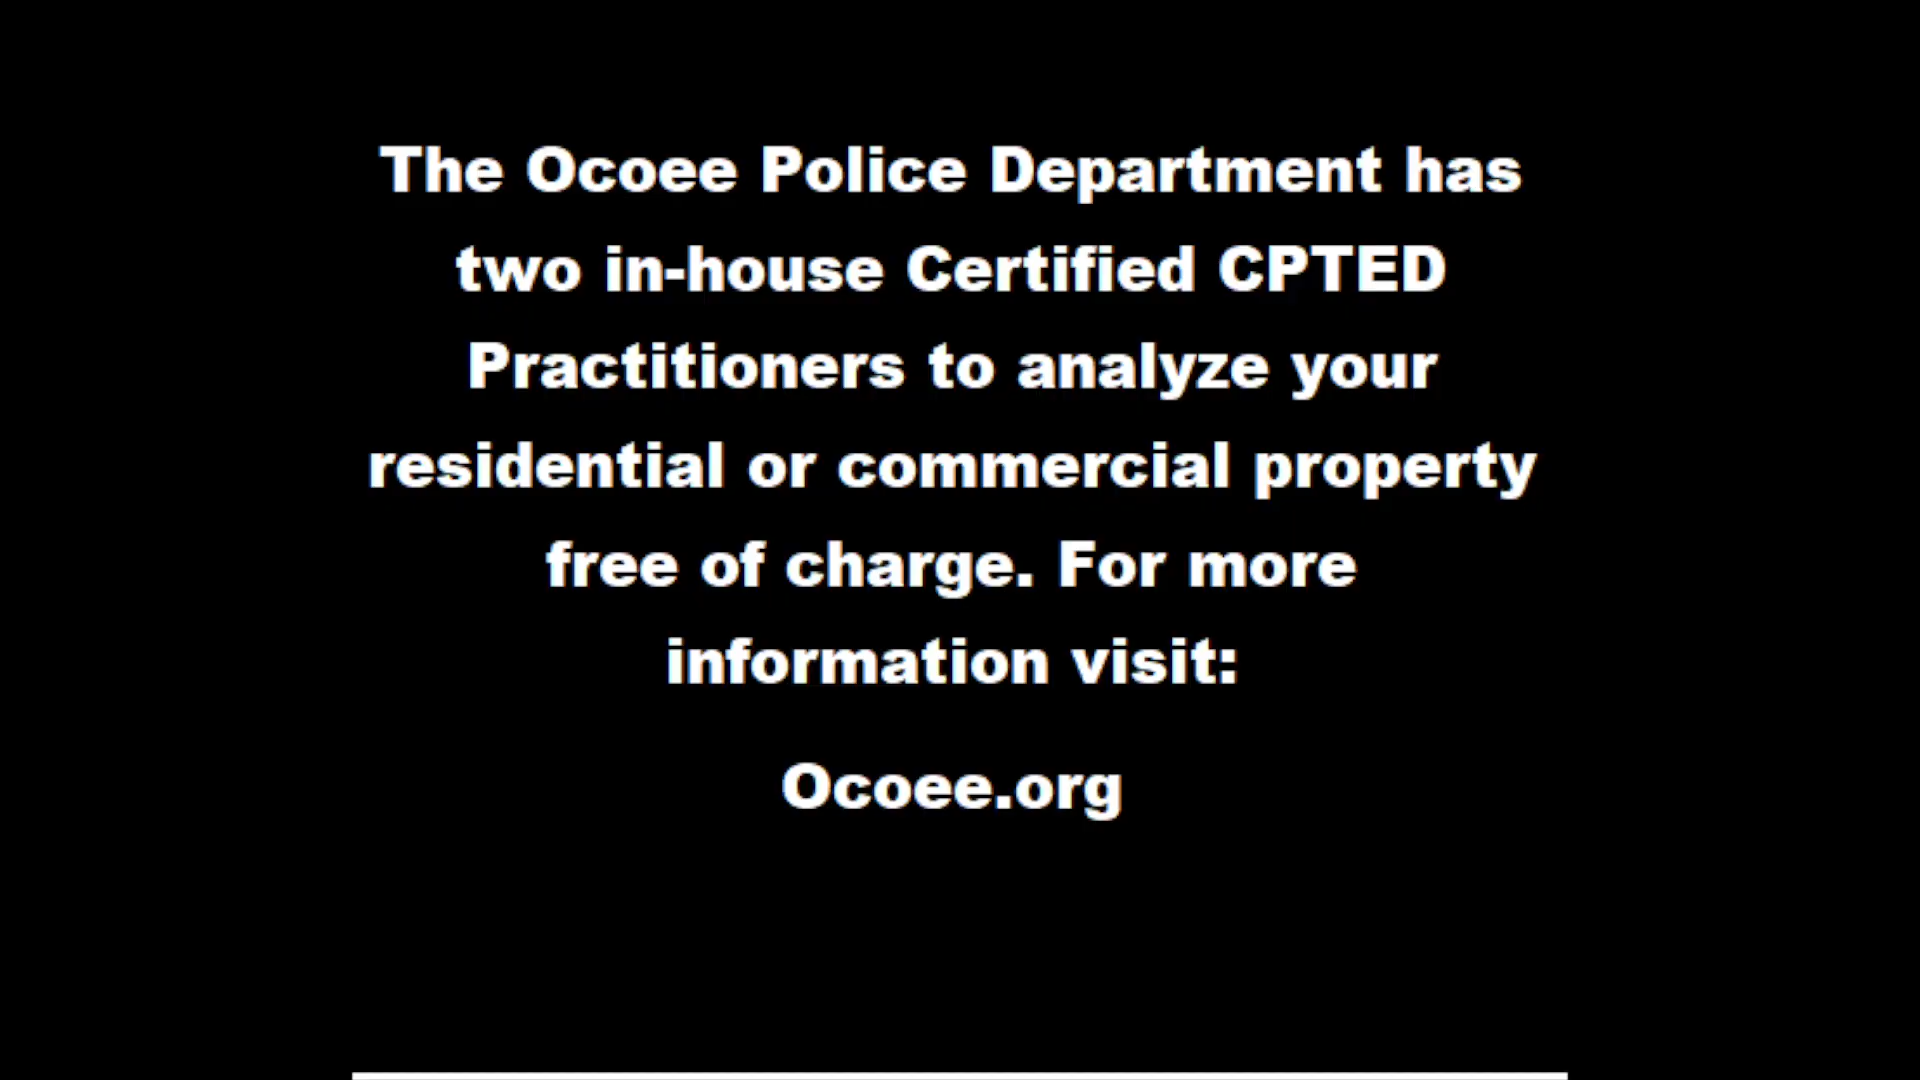 The Ocoee Police Department has
two in-house Certified CPTED
Practitioners to analyze your
residential or commercial property
free of charge. For more
information visit:
Ocoee.org